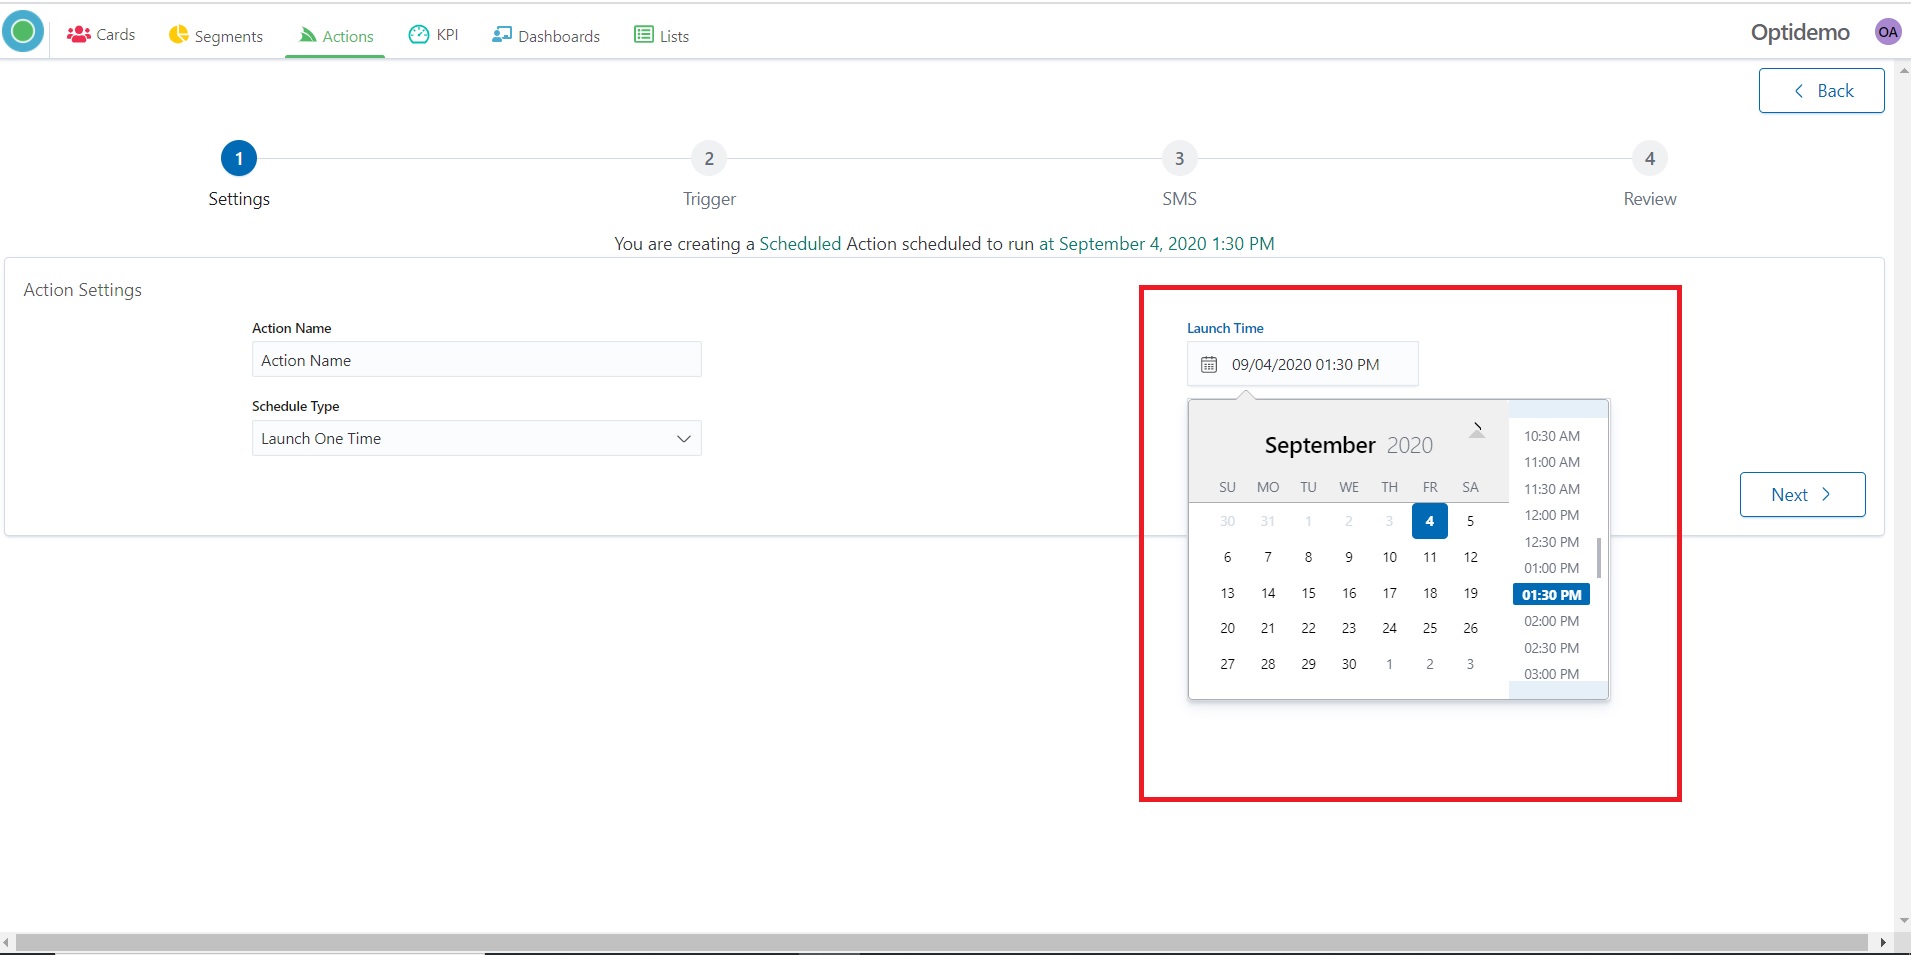 Cards Segments Actions KPI Dashboards Lists Optidemo OA
Back
1 2 3 4
Settings Trigger SMS Review
You are creating a Scheduled Action scheduled to run at September 4, 2020 1:30 PM
Action Settings
Action Name
Action Name
Schedule Type
Launch One Time
Launch Time
09/04/2020 01:30 PM
September 2020
SU MO TU WE TH FR SA
30 31 1 2 3 4 5
6 7 8 9 10 11 12
13 14 15 16 17 18 19
20 21 22 23 24 25 26
27 28 29 30 1 2 3
10:30 AM
11:00 AM
11:30 AM
12:00 PM
12:30 PM
01:00 PM
01:30 PM
02:00 PM
02:30 PM
03:00 PM
Next